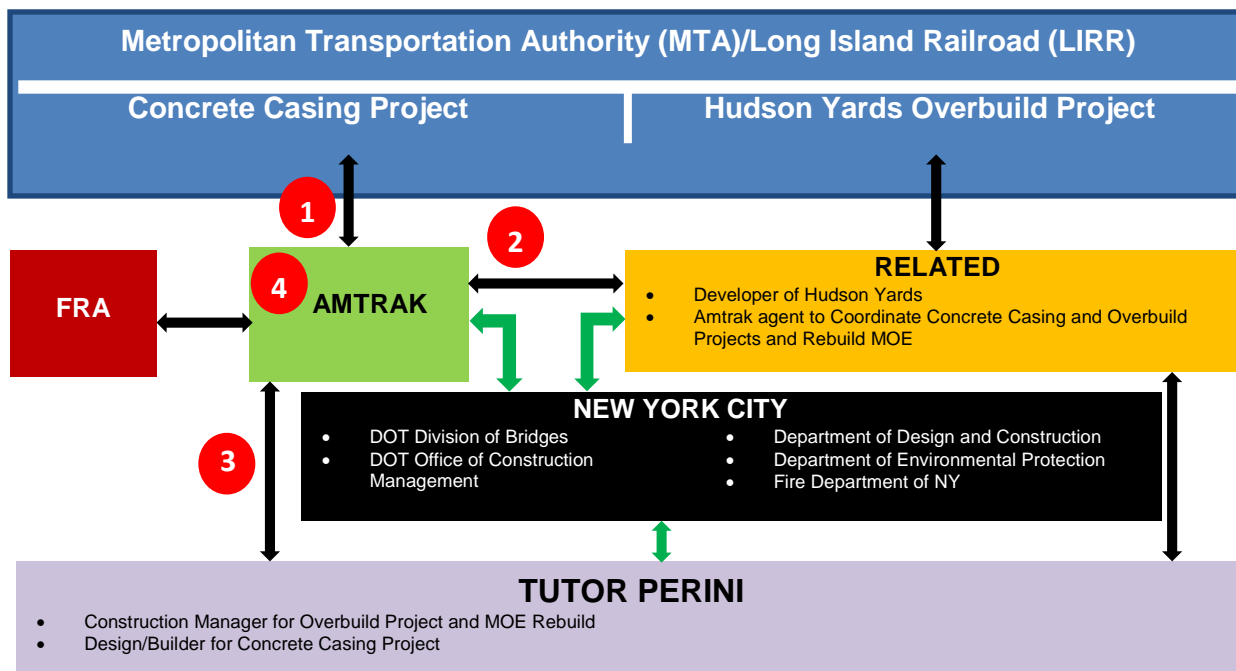 Metropolitan Transportation Authority (MTA)/Long Island Railroad (LIRR)
Concrete Casing Project
Hudson Yards Overbuild Project
1
2
FRA
4
AMTRAK
RELATED
• Developer of Hudson Yards
• Amtrak agent to Coordinate Concrete Casing and Overbuild
Projects and Rebuild MOE
NEW YORK CITY
• DOT Division of Bridges
• DOT Office of Construction
Management
• Department of Design and Construction
• Department of Environmental Protection
• Fire Department of NY
3
TUTOR PERINI
• Construction Manager for Overbuild Project and MOE Rebuild
• Design/Builder for Concrete Casing Project